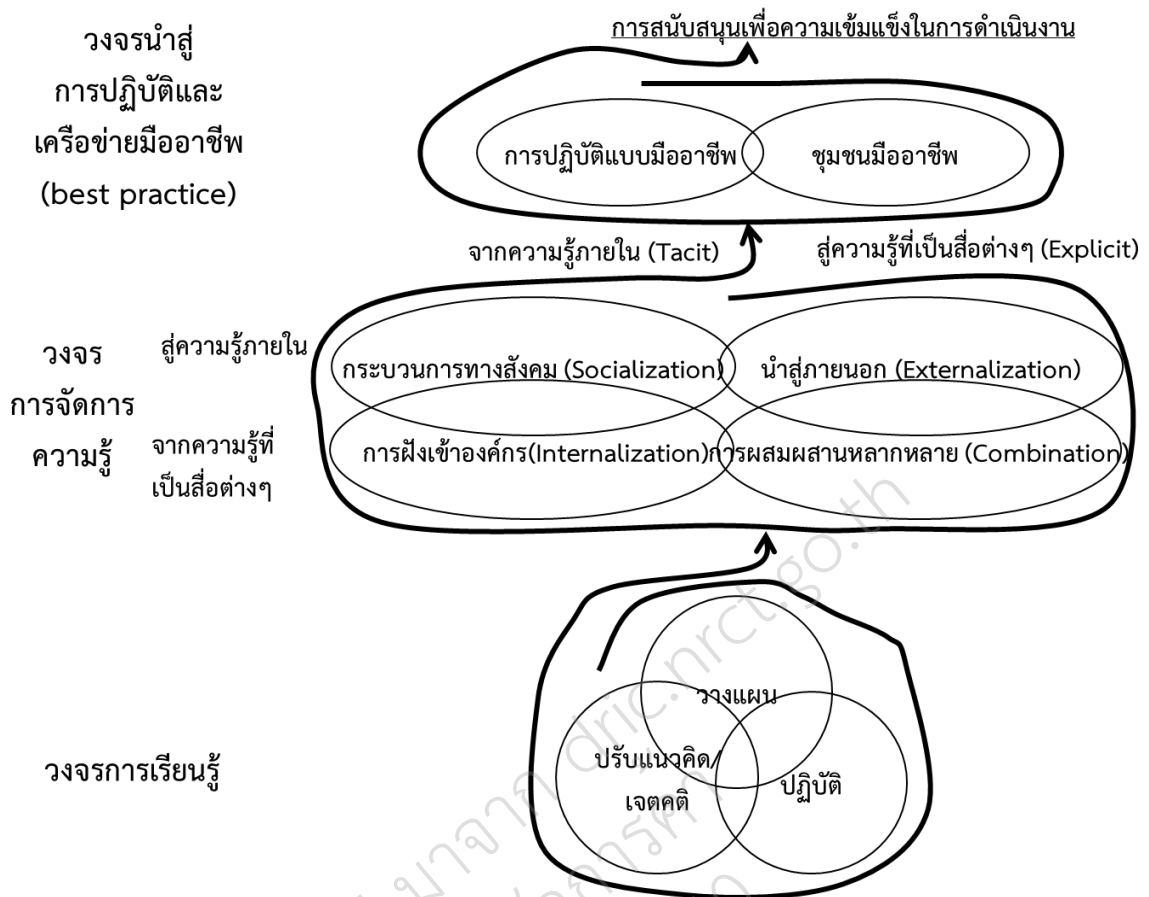 การสนับสนุนเพื่อความเข้มแข็งในการดำเนินงาน
วงจรนำสู่
การปฏิบัติและ
เครือข่ายมืออาชีพ
(best practice)
การปฏิบัติแบบมืออาชีพ
ชุมชนมืออาชีพ
จากความรู้ภายใน (Tacit)
สู่ความรู้ที่เป็นสื่อต่างๆ (Explicit)
วงจร
การจัดการ
ความรู้
สู่ความรู้ภายใน
กระบวนการทางสังคม (Socialization)
นำสู่ภายนอก (Externalization)
จากความรู้ที่
เป็นสื่อต่างๆ
การฝังเข้าองค์กร(Internalization)
การผสมผสานหลากหลาย (Combination)
วงจรการเรียนรู้
วางแผน
ปรับแนวคิด/
เจตคติ
ปฏิบัติ
มาจาก dric.nrct.go.th